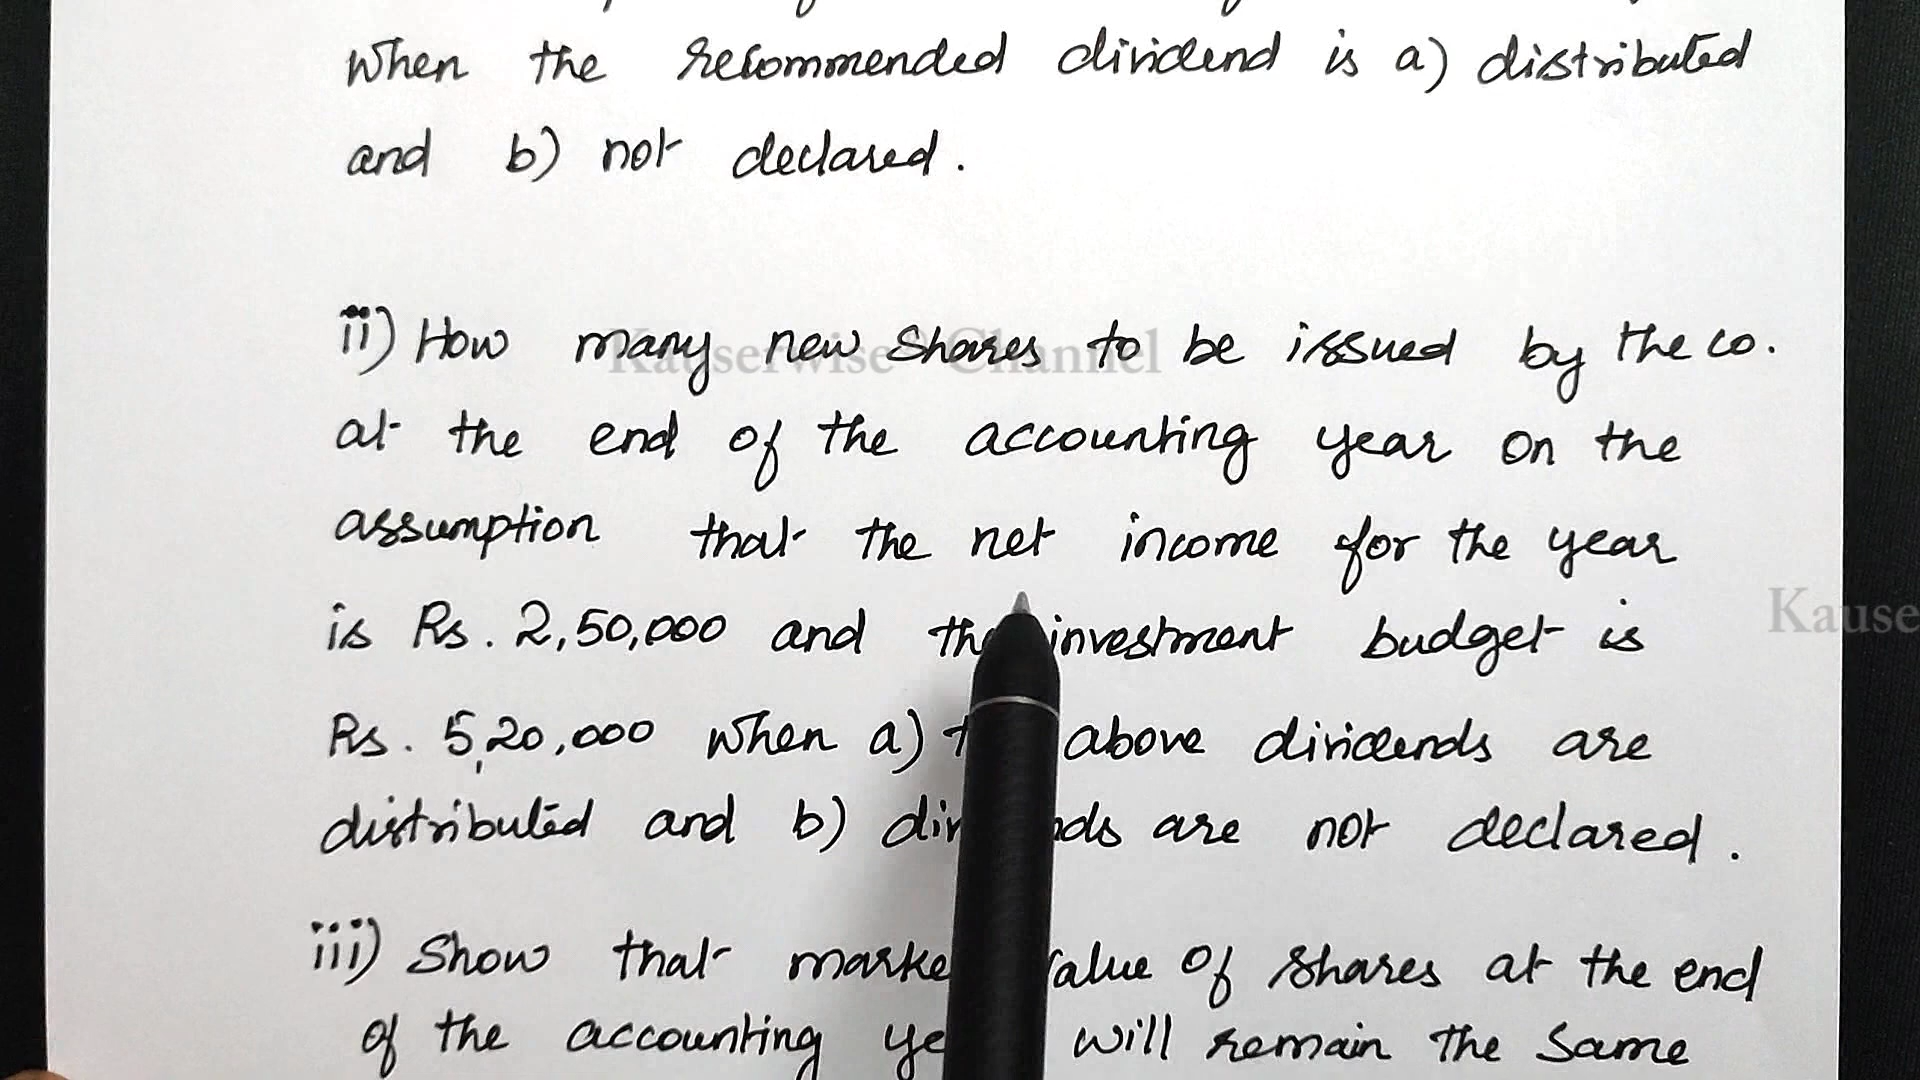 When the recommended dividend is a) distributed
and b) not declared.
ii) How many new shares to be issued by the co.
at the end of the accounting year on the
assumption that the net income for the year
is Rs. 2,50,000 and the investment budget is
Rs. 5,20,000 when a) above dividends are
distributed and b) are not declared.
iii) Show that of shares at the end
of the accounting will remain the same
Kauserwise® Channel
Kause